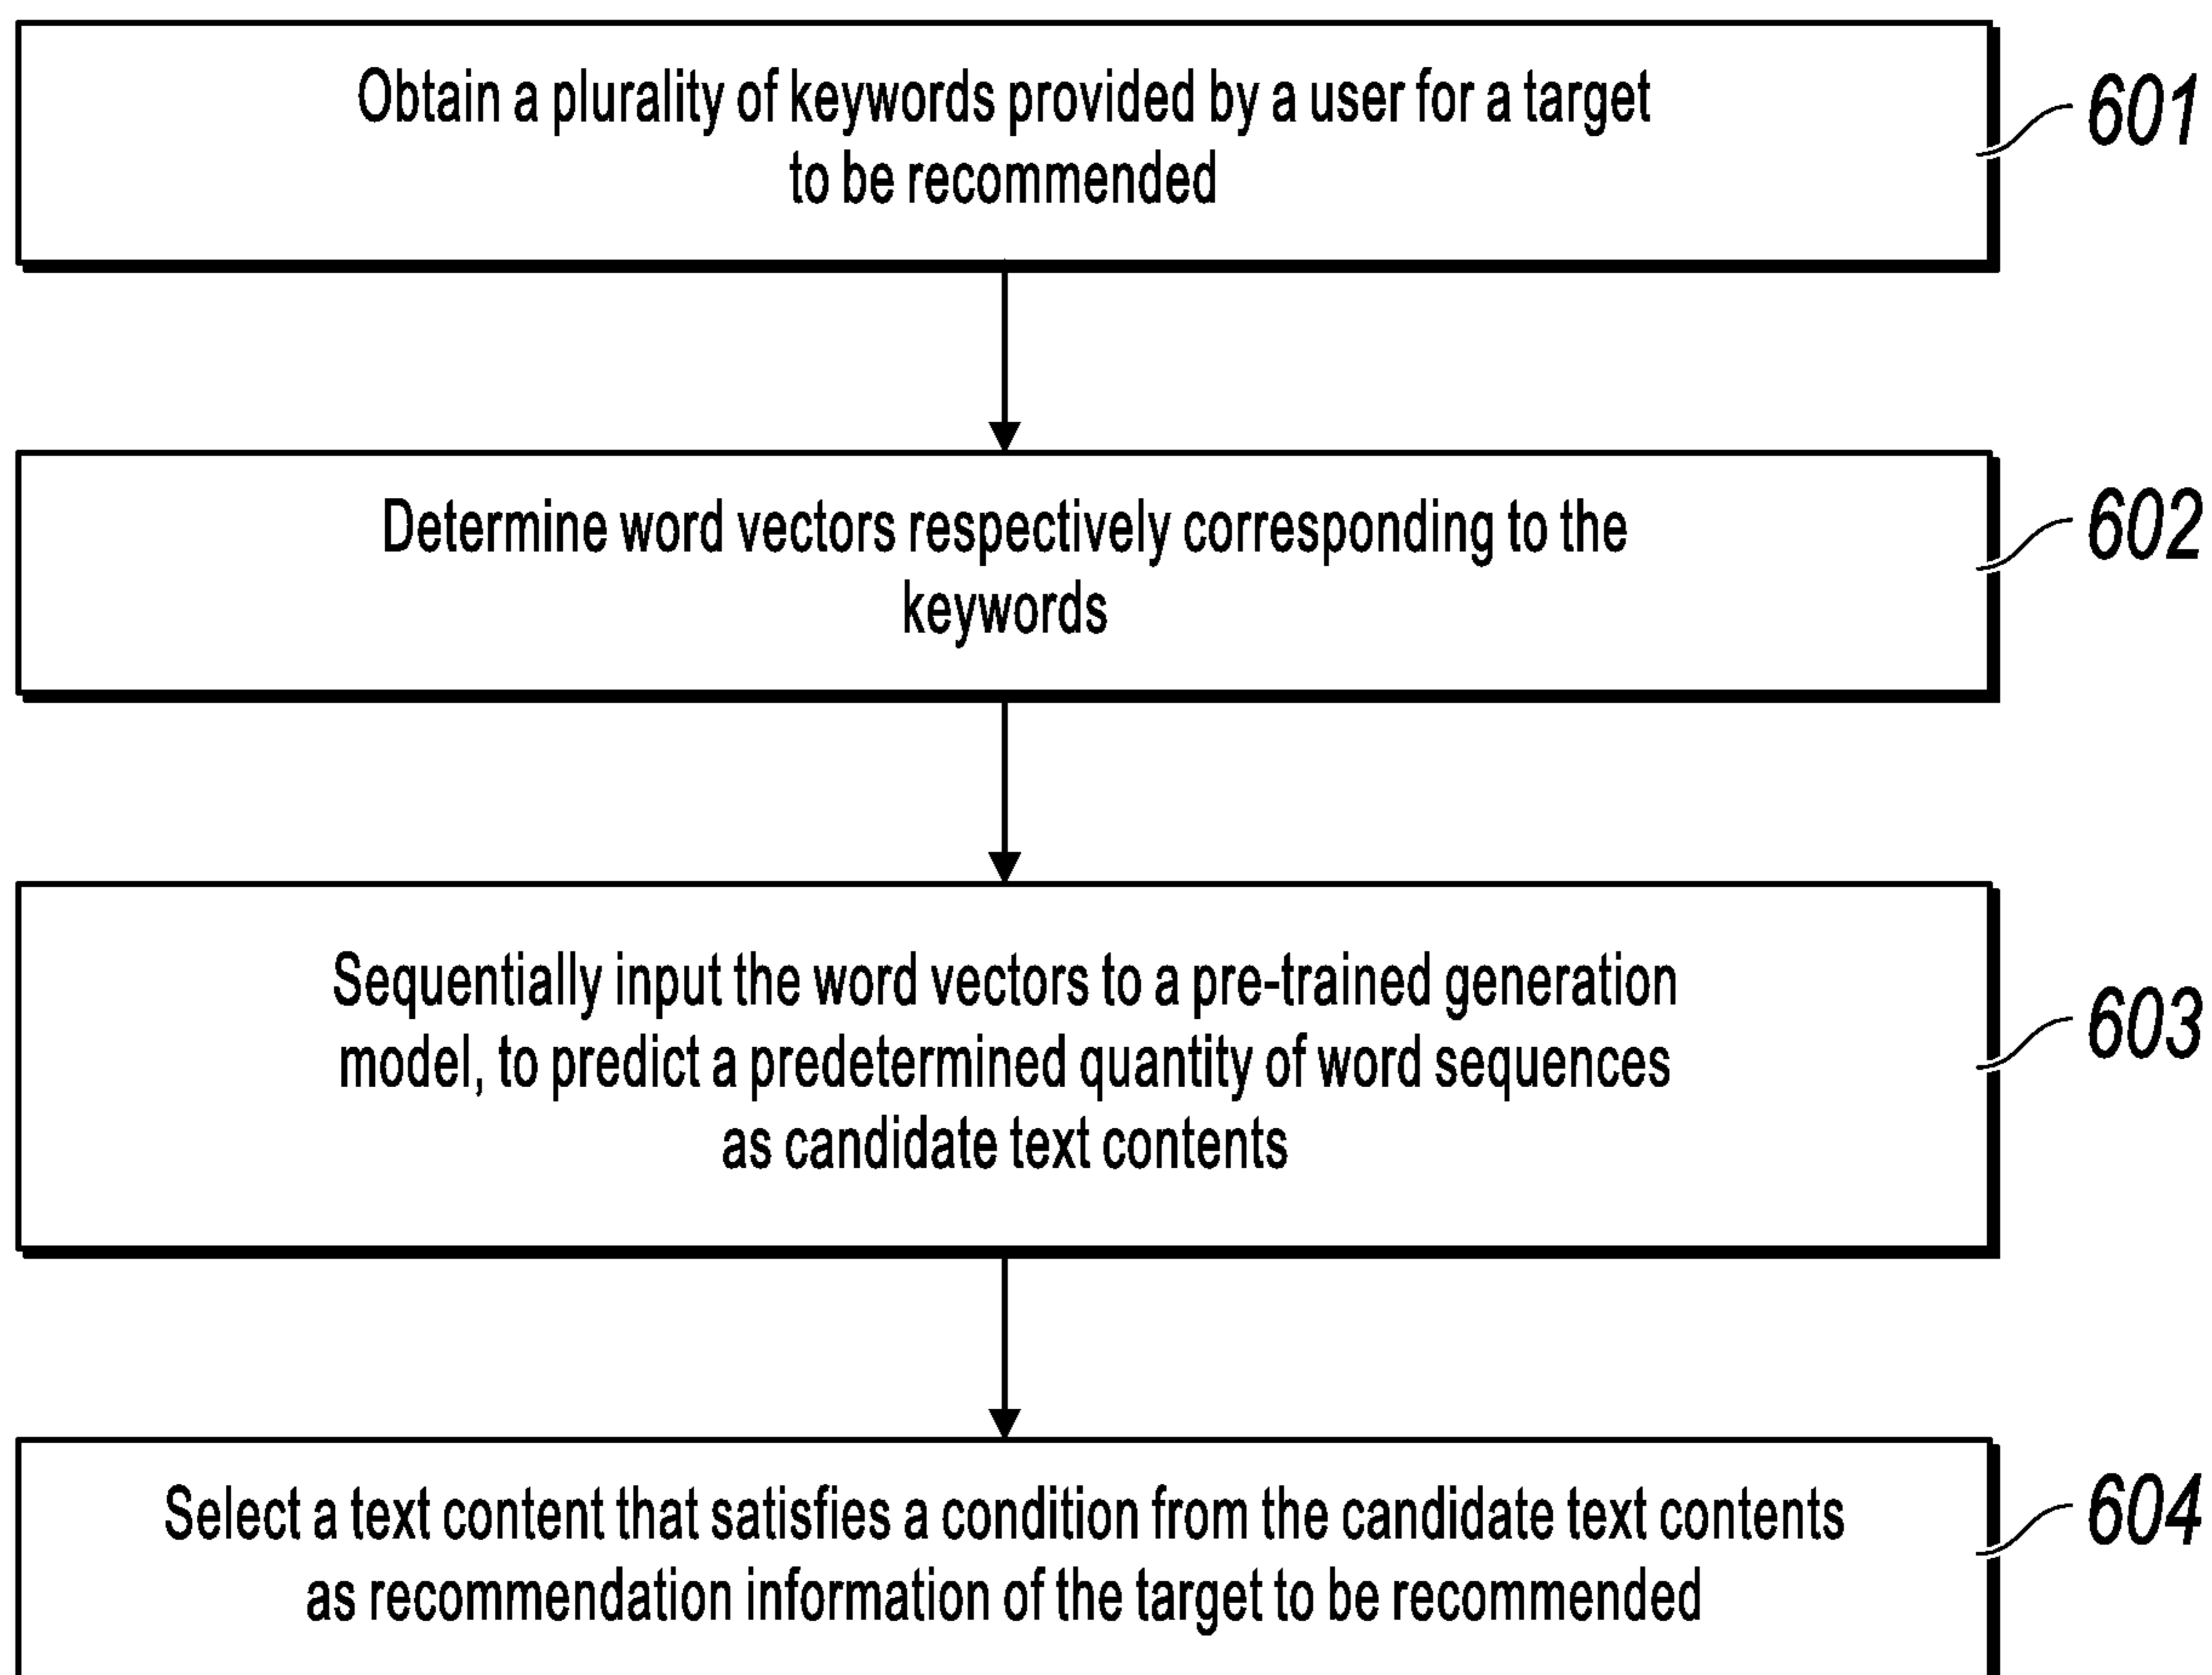 Obtain a plurality of keywords provided by a user for a target
to be recommended
601
Determine word vectors respectively corresponding to the
keywords
602
Sequentially input the word vectors to a pre-trained generation
model, to predict a predetermined quantity of word sequences
as candidate text contents
603
Select a text content that satisfies a condition from the candidate text contents
as recommendation information of the target to be recommended
604